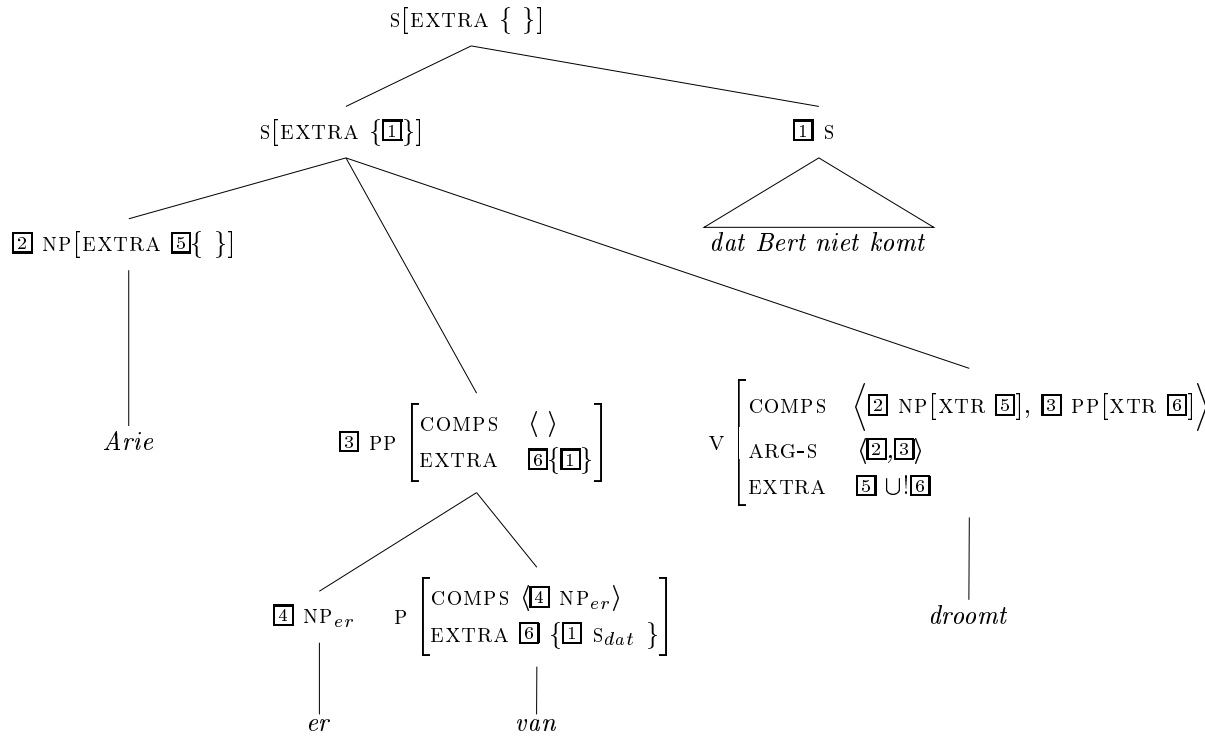 S[EXTRA { }]
S[EXTRA {1}]
1 S
2 NP[EXTRA 5{ }]
dat Bert niet komt
Arie
3 PP [COMPS ⟨ ⟩
EXTRA 6{1}]
V [COMPS ⟨2 NP[XTR 5], 3 PP[XTR 6]⟩
ARG-S ⟨2,3⟩
EXTRA 5 ∪!6]
4 NPer
P [COMPS ⟨4 NPer⟩
EXTRA 6 {1 Sdat }]
droomt
er
van